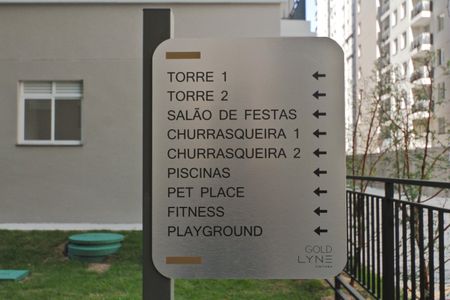 TORRE 1 ←
TORRE 2 ←
SALÃO DE FESTAS ←
CHURRASQUEIRA 1 ←
CHURRASQUEIRA 2 ←
PISCINAS ←
PET PLACE ←
FITNESS ←
PLAYGROUND ←
GOLD
LYNE